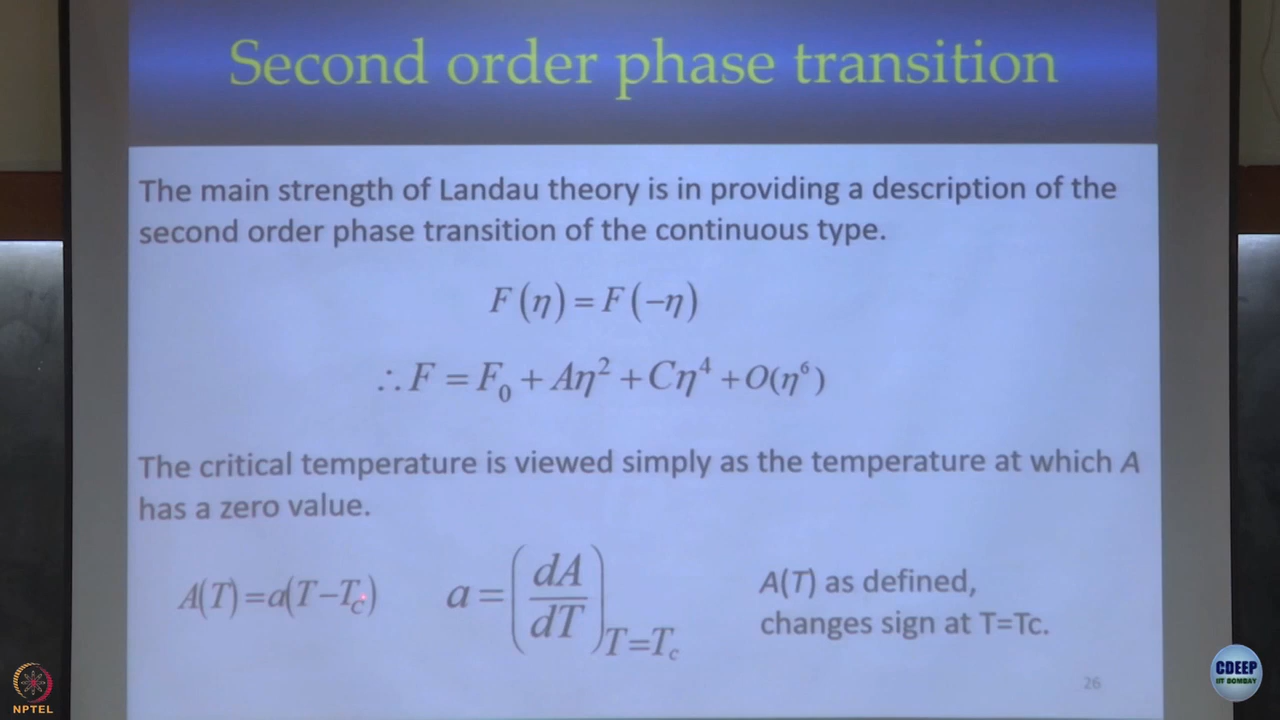 Second order phase transition
The main strength of Landau theory is in providing a description of the
second order phase transition of the continuous type.
F(η) = F(−η)
∴ F = F₀ + Aη² + Cη⁴ + O(η⁶)
The critical temperature is viewed simply as the temperature at which A
has a zero value.
A(T) = a(T − T_c)
a = (dA/dT)_{T=T_c}
A(T) as defined,
changes sign at T=Tc.
26
NPTEL
CDEEP
IIT BOMBAY